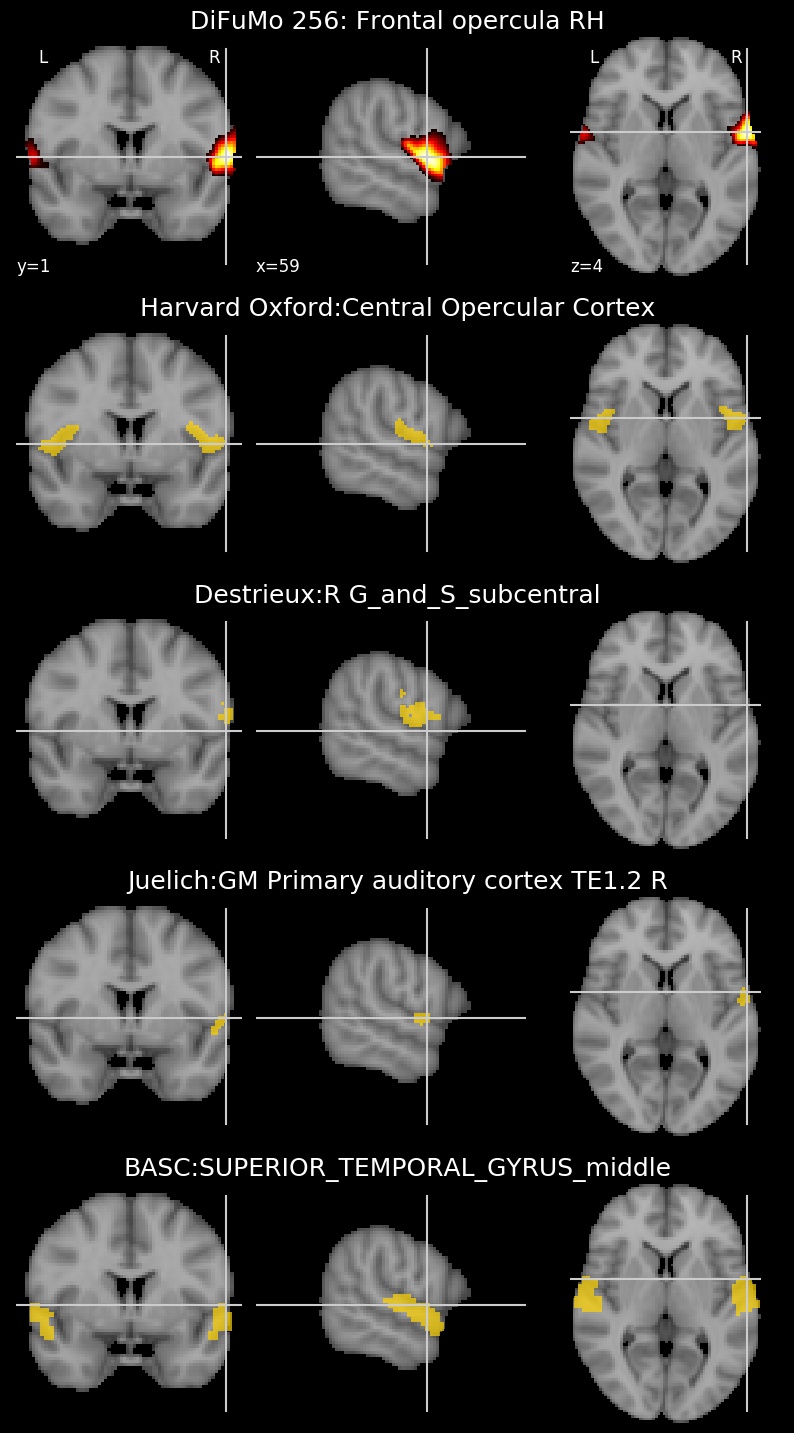 DiFuMo 256: Frontal opercula RH
L R L R
y=1 x=59 z=4
Harvard Oxford:Central Opercular Cortex
Destrieux:R G_and_S_subcentral
Juelich:GM Primary auditory cortex TE1.2 R
BASC:SUPERIOR_TEMPORAL_GYRUS_middle